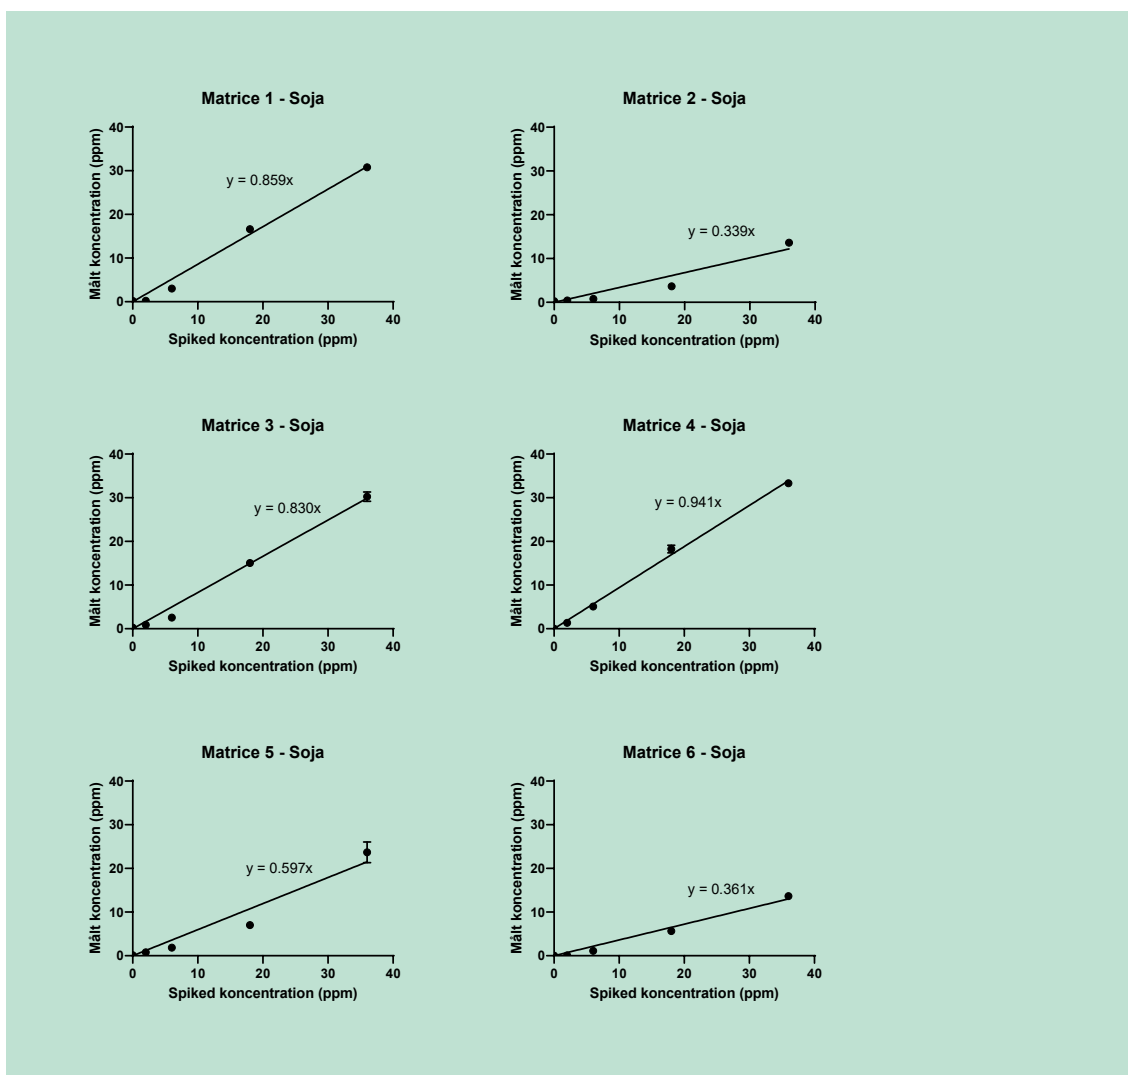 Matrice 1 - Soja
Målt koncentration (ppm)
40
30
20
10
0
y = 0.859x
0 10 20 30 40
Spiked koncentration (ppm)
Matrice 2 - Soja
Målt koncentration (ppm)
40
30
20
10
0
y = 0.339x
0 10 20 30 40
Spiked koncentration (ppm)
Matrice 3 - Soja
Målt koncentration (ppm)
40
30
20
10
0
y = 0.830x
0 10 20 30 40
Spiked koncentration (ppm)
Matrice 4 - Soja
Målt koncentration (ppm)
40
30
20
10
0
y = 0.941x
0 10 20 30 40
Spiked koncentration (ppm)
Matrice 5 - Soja
Målt koncentration (ppm)
40
30
20
10
0
y = 0.597x
0 10 20 30 40
Spiked koncentration (ppm)
Matrice 6 - Soja
Målt koncentration (ppm)
40
30
20
10
0
y = 0.361x
0 10 20 30 40
Spiked koncentration (ppm)